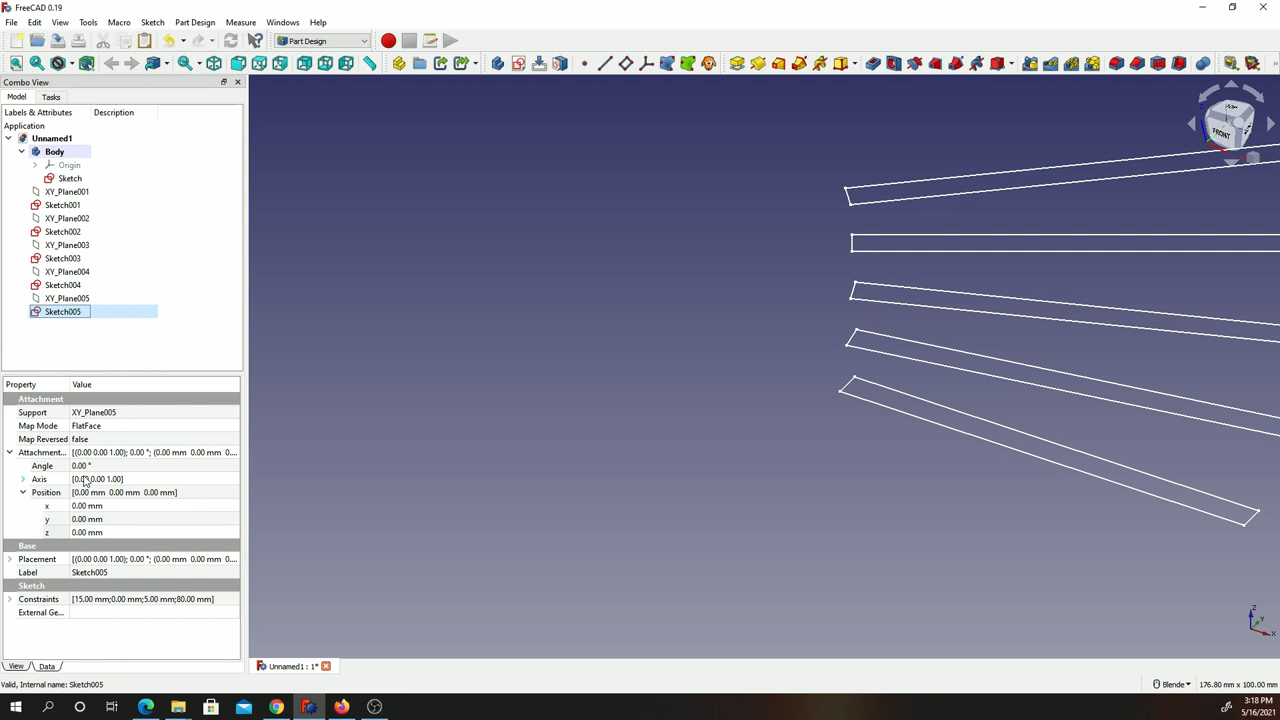 FreeCAD 0.19
File Edit View Tools Macro Sketch Part Design Measure Windows Help
Part Design
Combo View
Model Tasks
Labels & Attributes Description
Application
Unnamed1
Body
Origin
Sketch
XY_Plane001
Sketch001
XY_Plane002
Sketch002
XY_Plane003
Sketch003
XY_Plane004
Sketch004
XY_Plane005
Sketch005
Property Value
Attachment
Support XY_Plane005
Map Mode FlatFace
Map Reversed false
Attachment... [(0.00 0.00 1.00); 0.00 °; (0.00 mm 0.00 mm 0....
Angle 0.00 °
Axis [0.00 0.00 1.00]
Position [0.00 mm 0.00 mm 0.00 mm]
x 0.00 mm
y 0.00 mm
z 0.00 mm
Base
Placement [(0.00 0.00 1.00); 0.00 °; (0.00 mm 0.00 mm 0....
Label Sketch005
Sketch
Constraints [15.00 mm;0.00 mm;5.00 mm;80.00 mm]
External Ge...
View Data
FRONT
Z
Y
X
Unnamed1 : 1*
Valid, Internal name: Sketch005
Blende 176.80 mm x 100.00 mm
3:18 PM
5/16/2021